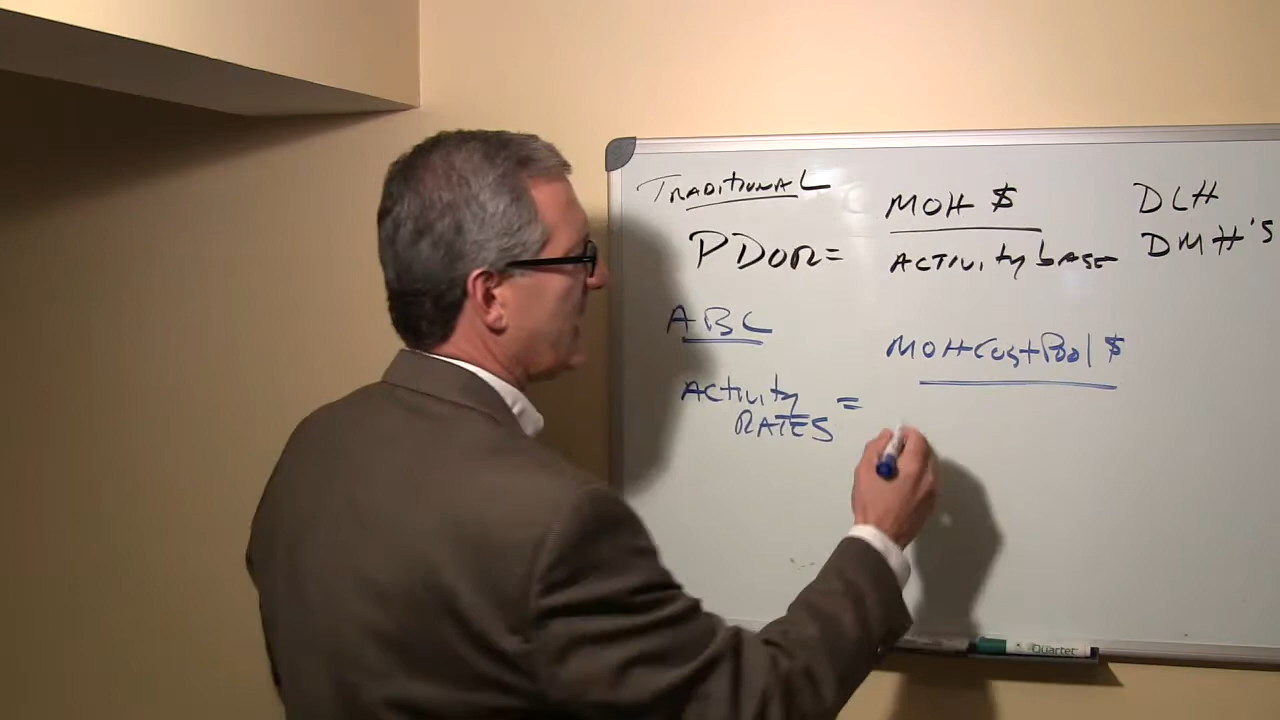 TRADITIONAL
PDOR = MOH $
ACTIVITY BASE
DLH
DMH'S
ABC
ACTIVITY RATES =
MOH Cost Pool $
Quartet